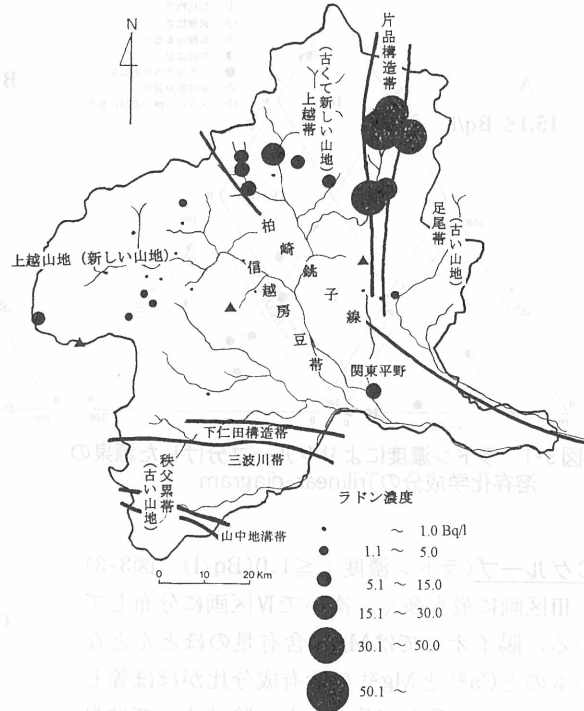 N
片品構造帯
(古くて新しい山地)
上越帯
足尾帯
(古い山地)
柏崎銚子線
上越山地(新しい山地)
信越房豆帯
関東平野
下仁田構造帯
三波川帯
秩父累帯
(古い山地)
山中地溝帯
0 10 20 Km
ラドン濃度
~ 1.0 Bq/l
1.1 ~ 5.0
5.1 ~ 15.0
15.1 ~ 30.0
30.1 ~ 50.0
50.1 ~